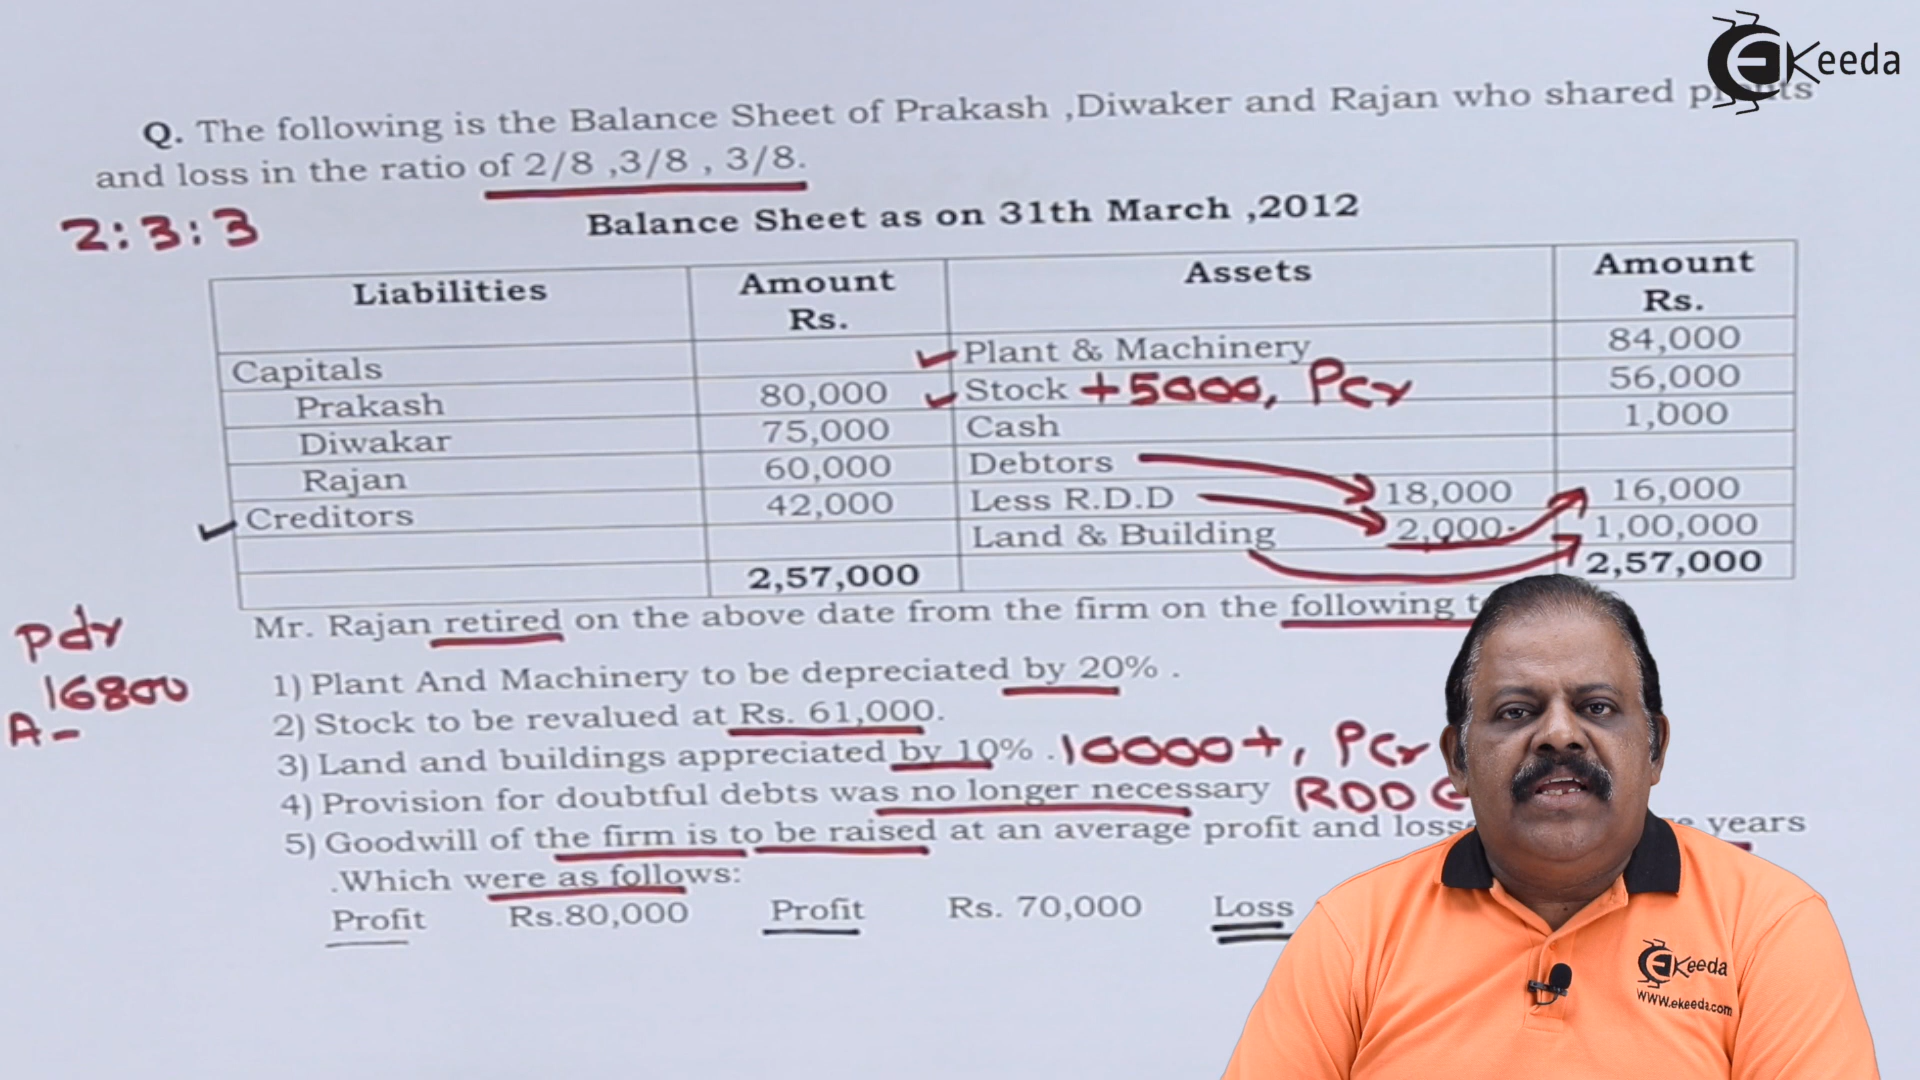 Keeda
Q. The following is the Balance Sheet of Prakash ,Diwaker and Rajan who shared
and loss in the ratio of 2/8 ,3/8 , 3/8.
2:3:3
Balance Sheet as on 31th March ,2012
Liabilities Amount Rs. Assets Amount Rs.
Capitals Plant & Machinery 84,000
Prakash 80,000 Stock +5000, PCr 56,000
Diwakar 75,000 Cash 1,000
Rajan 60,000 Debtors 18,000
Creditors 42,000 Less R.D.D 2,000 16,000
Land & Building 1,00,000
2,57,000 2,57,000
Mr. Rajan retired on the above date from the firm on the following
Pdr
16800
A-
1) Plant And Machinery to be depreciated by 20% .
2) Stock to be revalued at Rs. 61,000.
3) Land and buildings appreciated by 10% . 10000+, PCr
4) Provision for doubtful debts was no longer necessary RDD
5) Goodwill of the firm is to be raised at an average profit and years
.Which were as follows:
Profit Rs.80,000 Profit Rs. 70,000 Loss
Keeda
www.ekeeda.com